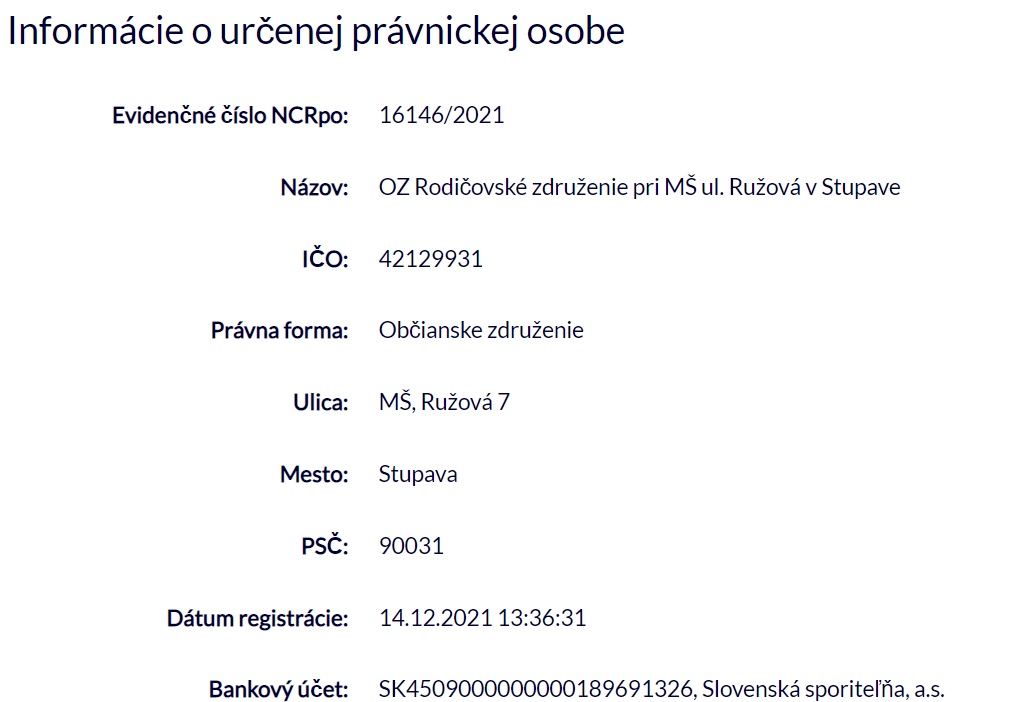 Informácie o určenej právnickej osobe
Evidenčné číslo NCRpo: 16146/2021
Názov: OZ Rodičovské združenie pri MŠ ul. Ružová v Stupave
IČO: 42129931
Právna forma: Občianske združenie
Ulica: MŠ, Ružová 7
Mesto: Stupava
PSČ: 90031
Dátum registrácie: 14.12.2021 13:36:31
Bankový účet: SK4509000000000189691326, Slovenská sporiteľňa, a.s.